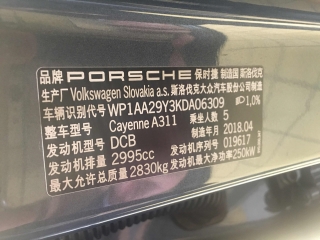 品牌 PORSCHE 保时捷 制造国 斯洛伐克
生产厂 Volkswagen Slovakia a.s. 斯洛伐克大众汽车股份公司制造
车辆识别代号 WP1AA29Y3KDA06309 1,0%
整车型号 Cayenne A311 乘坐人数 5
发动机型号 DCB 制造年月 2018.04
发动机排量 2995cc 发动机序列号 019617
最大允许总质量 2830kg 发动机最大净功率 250kW